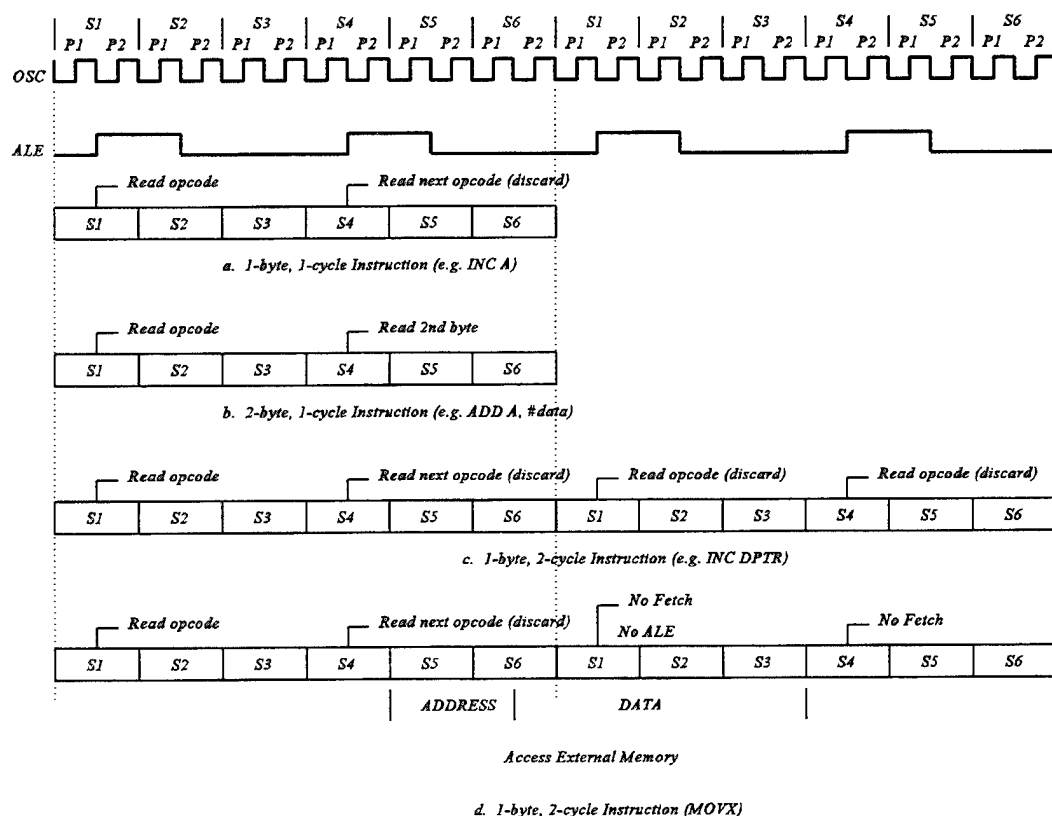 S1 S2 S3 S4 S5 S6 S1 S2 S3 S4 S5 S6
P1 P2 P1 P2 P1 P2 P1 P2 P1 P2 P1 P2 P1 P2 P1 P2 P1 P2 P1 P2 P1 P2 P1 P2
OSC
ALE
Read opcode Read next opcode (discard)
S1 S2 S3 S4 S5 S6
a. 1-byte, 1-cycle Instruction (e.g. INC A)
Read opcode Read 2nd byte
S1 S2 S3 S4 S5 S6
b. 2-byte, 1-cycle Instruction (e.g. ADD A, #data)
Read opcode Read next opcode (discard) Read opcode (discard) Read opcode (discard)
S1 S2 S3 S4 S5 S6 S1 S2 S3 S4 S5 S6
c. 1-byte, 2-cycle Instruction (e.g. INC DPTR)
No Fetch
Read opcode Read next opcode (discard) No ALE No Fetch
S1 S2 S3 S4 S5 S6 S1 S2 S3 S4 S5 S6
ADDRESS DATA
Access External Memory
d. 1-byte, 2-cycle Instruction (MOVX)